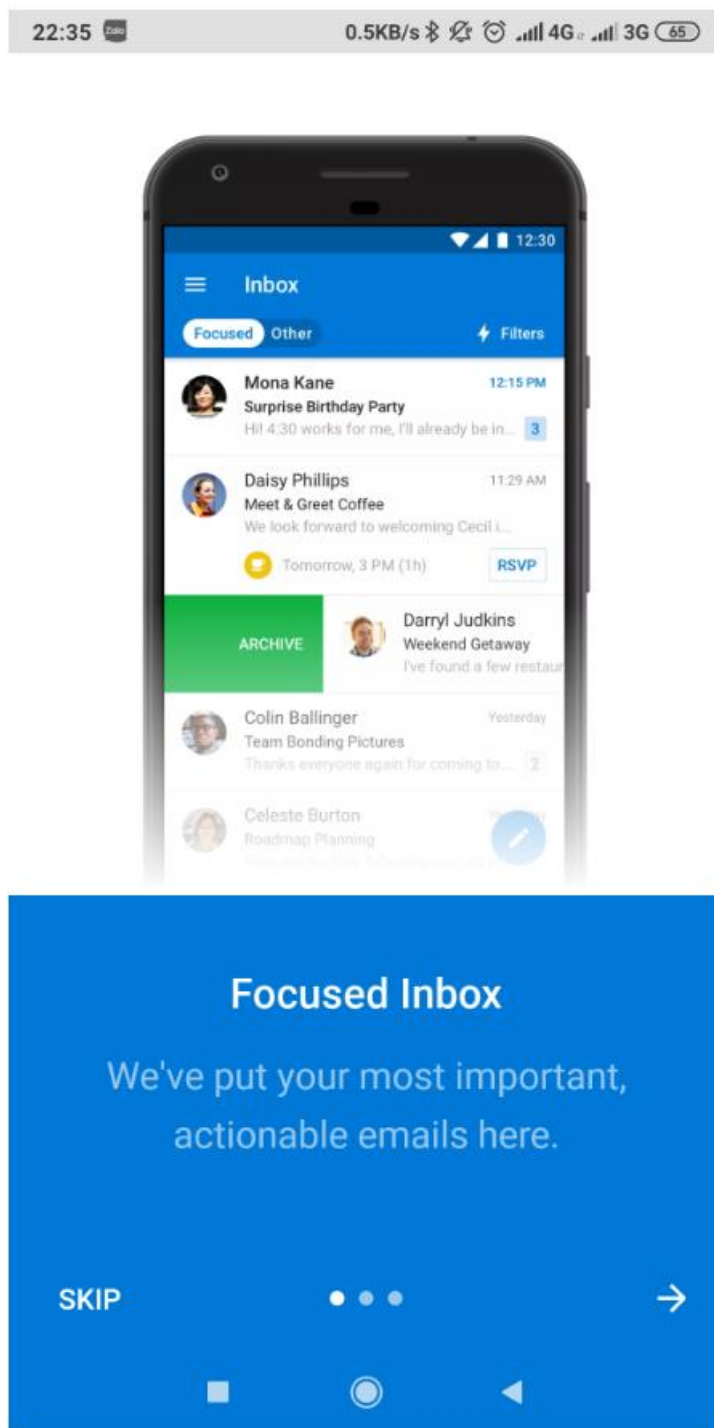 22:35 Zalo 0.5KB/s 4G 3G 65
12:30
Inbox
Focused Other Filters
Mona Kane 12:15 PM
Surprise Birthday Party
Hi! 4:30 works for me, I'll already be in... 3
Daisy Phillips 11:29 AM
Meet & Greet Coffee
We look forward to welcoming Cecil i...
Tomorrow, 3 PM (1h) RSVP
ARCHIVE
Darryl Judkins
Weekend Getaway
I've found a few restaur
Colin Ballinger Yesterday
Team Bonding Pictures
Thanks everyone again for coming to... 2
Celeste Burton
Roadmap Planning
Focused Inbox
We've put your most important,
actionable emails here.
SKIP